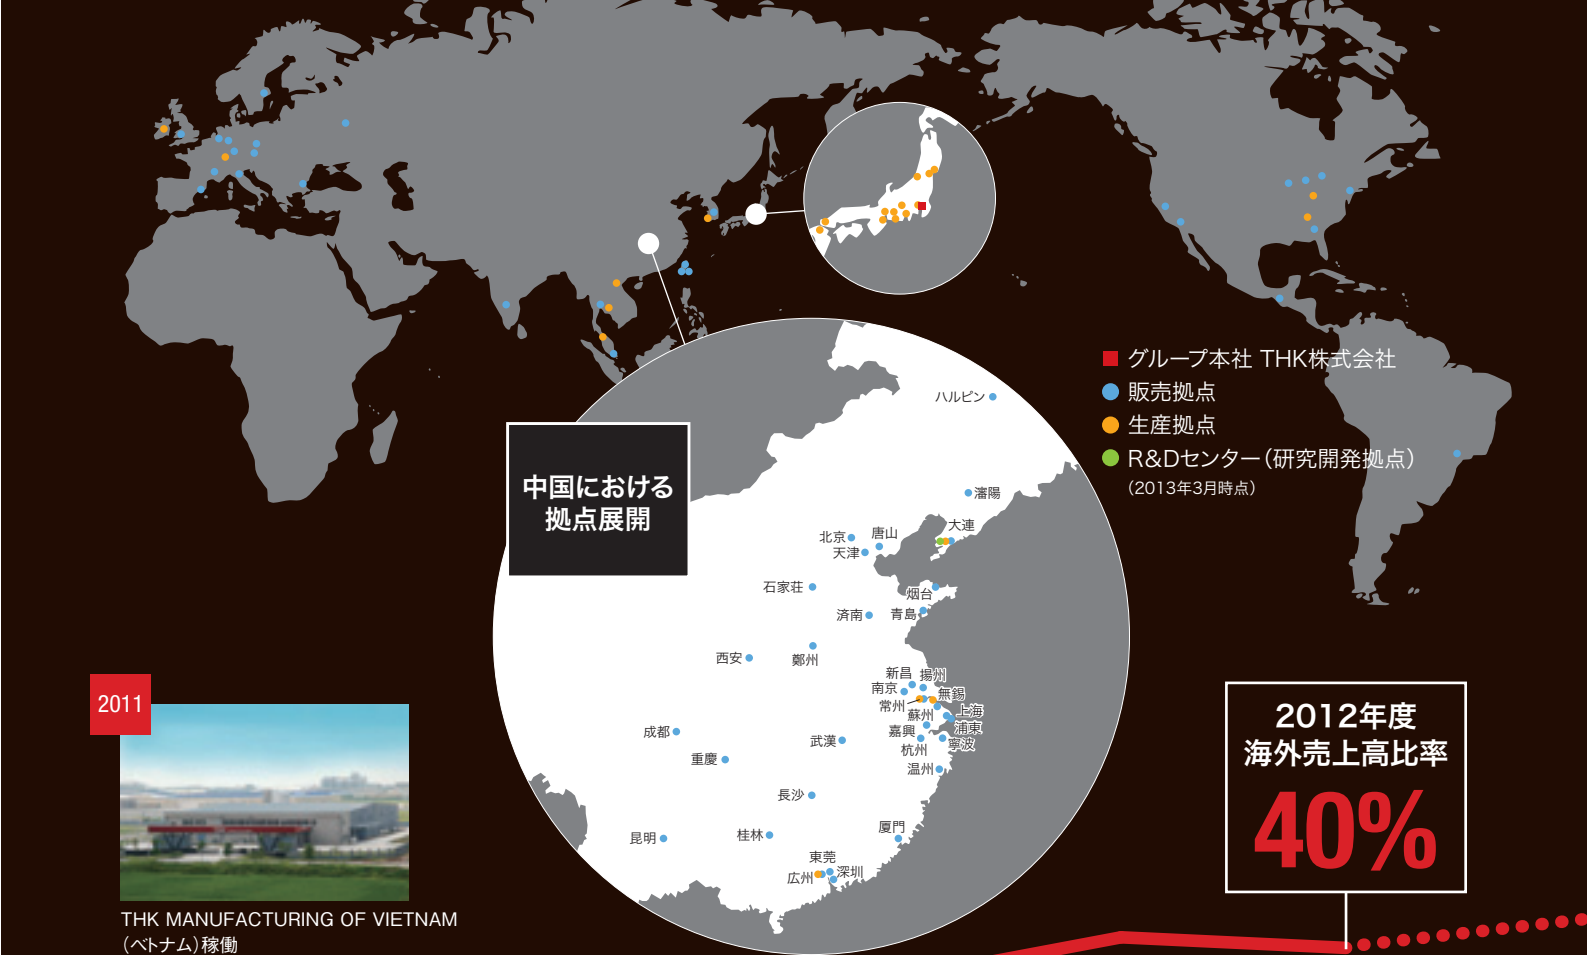 グループ本社 THK株式会社
販売拠点
生産拠点
R&Dセンター（研究開発拠点）
（2013年3月時点）
中国における
拠点展開
ハルビン
瀋陽
大連
唐山
北京
天津
石家荘
烟台
済南
青島
鄭州
西安
新昌
揚州
南京
無錫
常州
蘇州
上海
浦東
嘉興
寧波
杭州
成都
武漢
重慶
温州
長沙
厦門
桂林
昆明
東莞
深圳
広州
2011
THK MANUFACTURING OF VIETNAM
（ベトナム）稼働
2012年度
海外売上高比率
40%